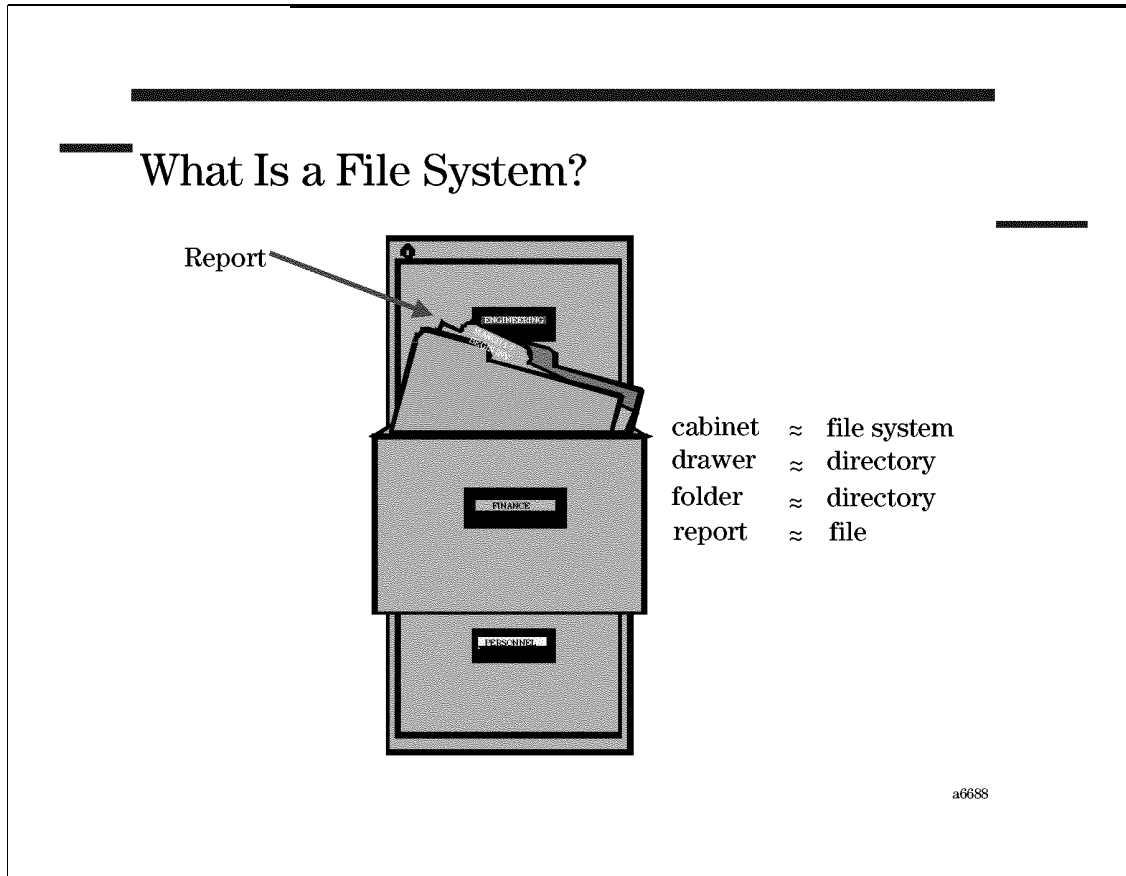 What Is a File System?
Report
ENGINEERING
cabinet ≈ file system
drawer ≈ directory
folder ≈ directory
report ≈ file
FINANCE
PERSONNEL
a6688